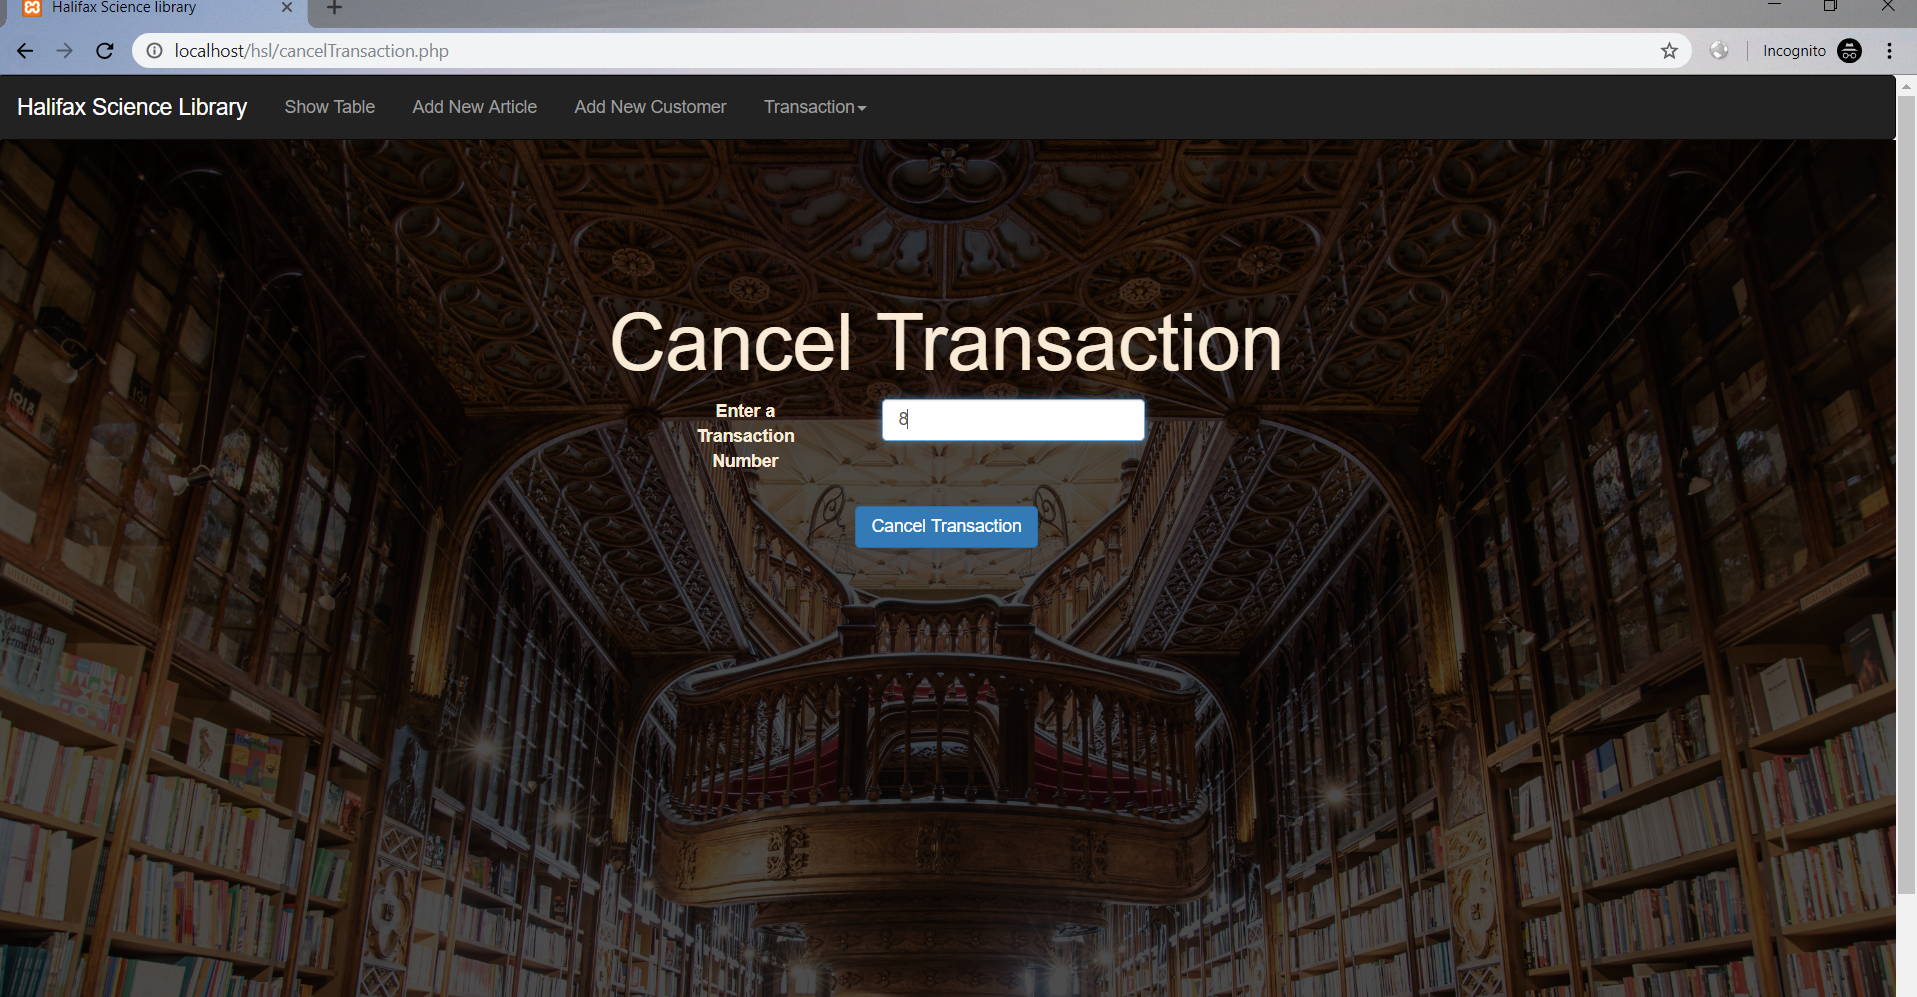 Halifax Science library
localhost/hsl/cancelTransaction.php
Incognito
Halifax Science Library
Show Table
Add New Article
Add New Customer
Transaction
Cancel Transaction
Enter a
Transaction
Number
8
Cancel Transaction